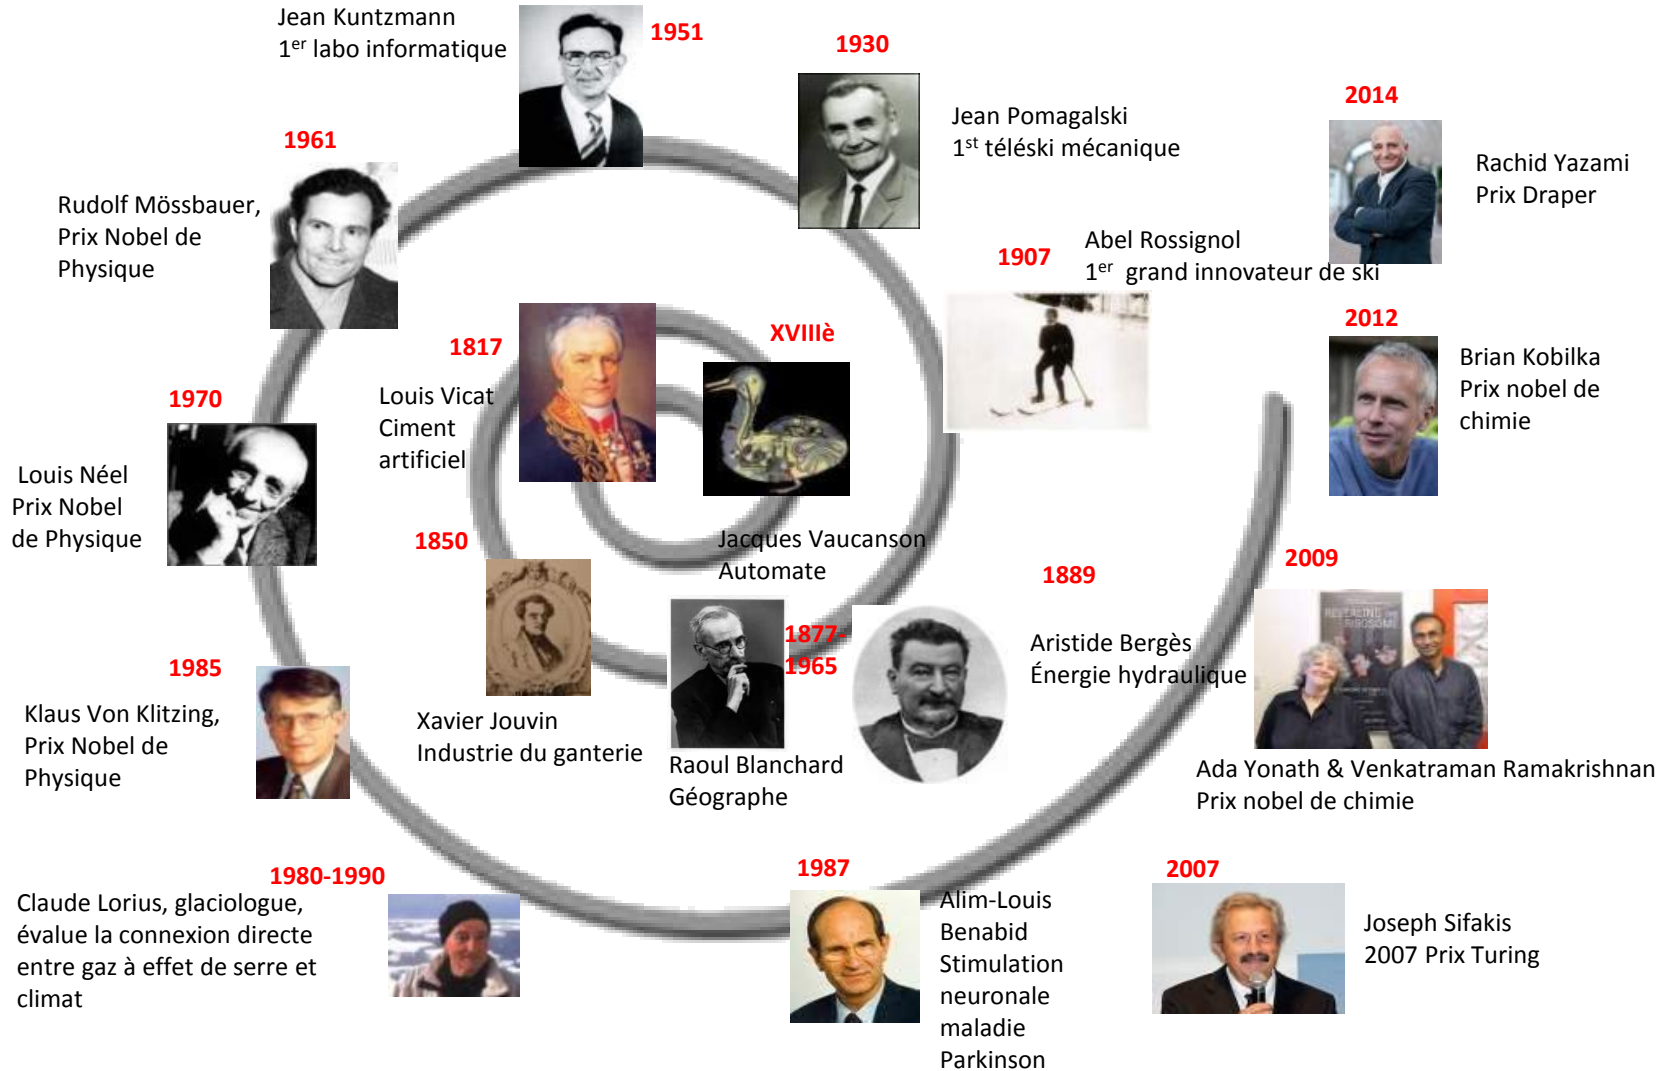 Jean Kuntzmann
1er labo informatique
1951
1930
Jean Pomagalski
1st téléski mécanique
2014
Rachid Yazami
Prix Draper
1961
Rudolf Mössbauer,
Prix Nobel de
Physique
1907
Abel Rossignol
1er grand innovateur de ski
2012
Brian Kobilka
Prix nobel de
chimie
1817
Louis Vicat
Ciment
artificiel
XVIIIè
Jacques Vaucanson
Automate
1970
Louis Néel
Prix Nobel
de Physique
1850
Xavier Jouvin
Industrie du ganterie
1877-
1965
Raoul Blanchard
Géographe
1889
Aristide Bergès
Énergie hydraulique
2009
REVEALING THE
RIBOSOME
Ada Yonath & Venkatraman Ramakrishnan
Prix nobel de chimie
1985
Klaus Von Klitzing,
Prix Nobel de
Physique
1980-1990
Claude Lorius, glaciologue,
évalue la connexion directe
entre gaz à effet de serre et
climat
1987
Alim-Louis
Benabid
Stimulation
neuronale
maladie
Parkinson
2007
Joseph Sifakis
2007 Prix Turing